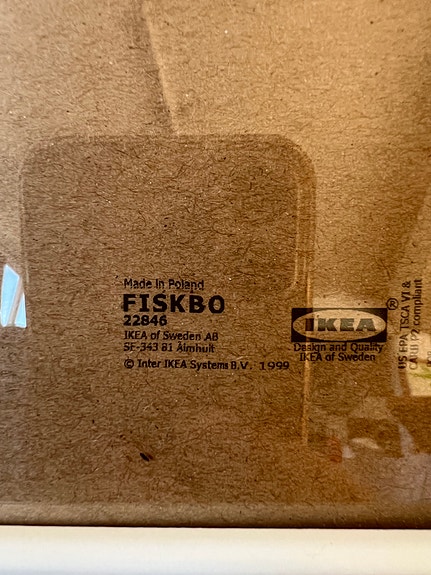 Made in Poland
FISKBO
22846
IKEA of Sweden AB
SE-343 81 Älmhult
© Inter IKEA Systems B.V. 1999
IKEA®
Design and Quality
IKEA of Sweden
US EPA TSCA VI &
CALIF P2 compliant